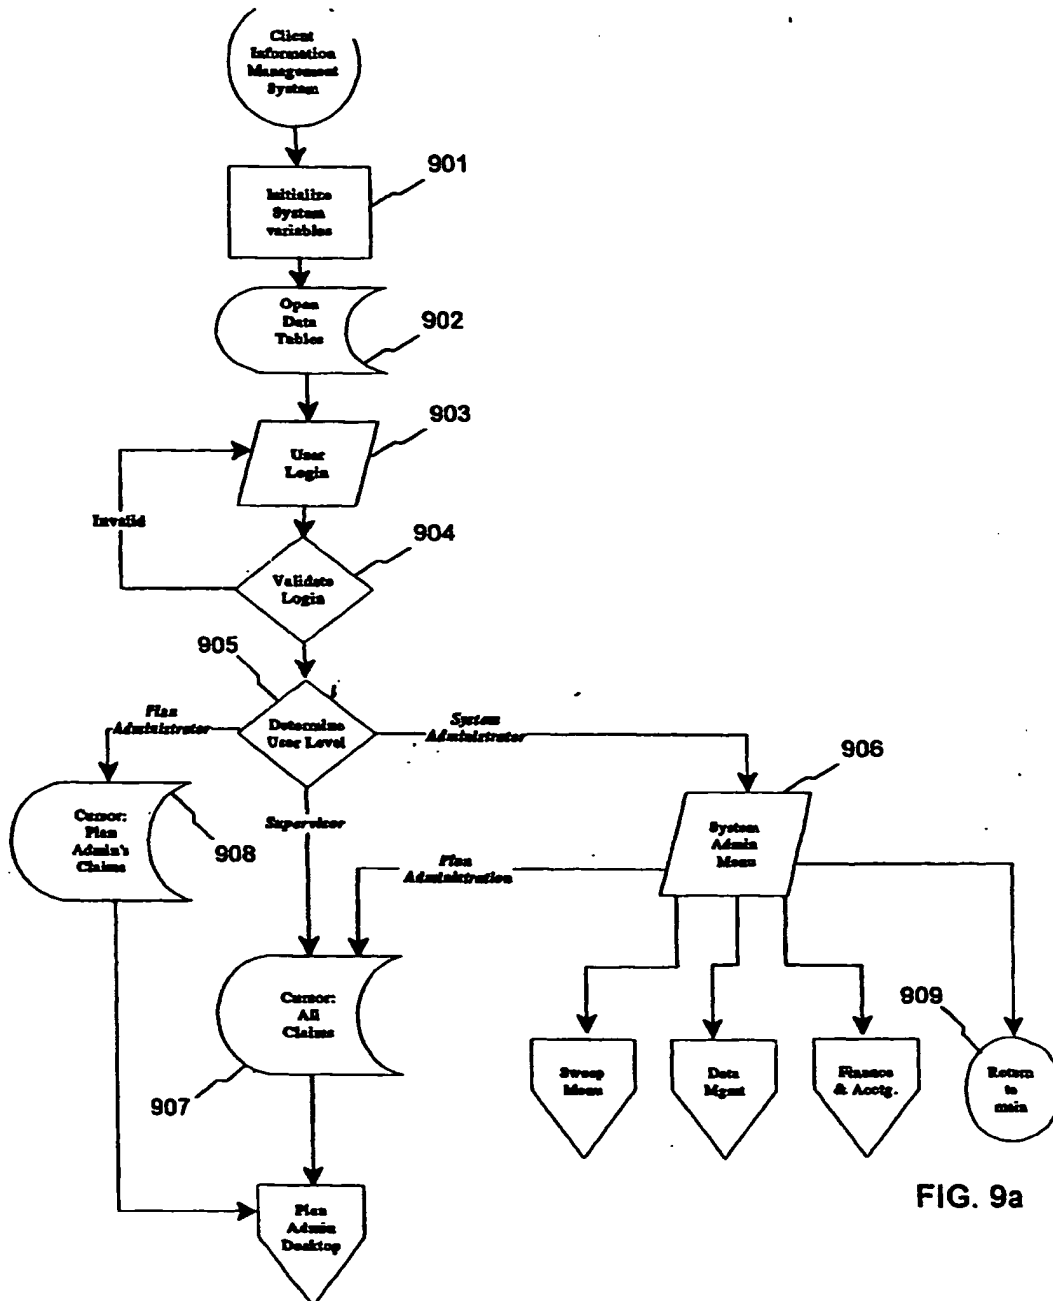 Client
Information
Management
System
901
Initialize
System
variables
Open
Data
Tables
902
903
User
Login
Invalid
904
Validate
Login
905
Plan
Administrator
Determine
User Level
System
Administrator
906
Cursor:
Plan
Admin's
Claims
908
Supervisor
System
Admin
Menu
Plan
Administration
Cursor:
All
Claims
907
909
Sweep
Menu
Data
Mgmt
Finance
& Acctg.
Return
to
main
Plan
Admin
Desktop
FIG. 9a